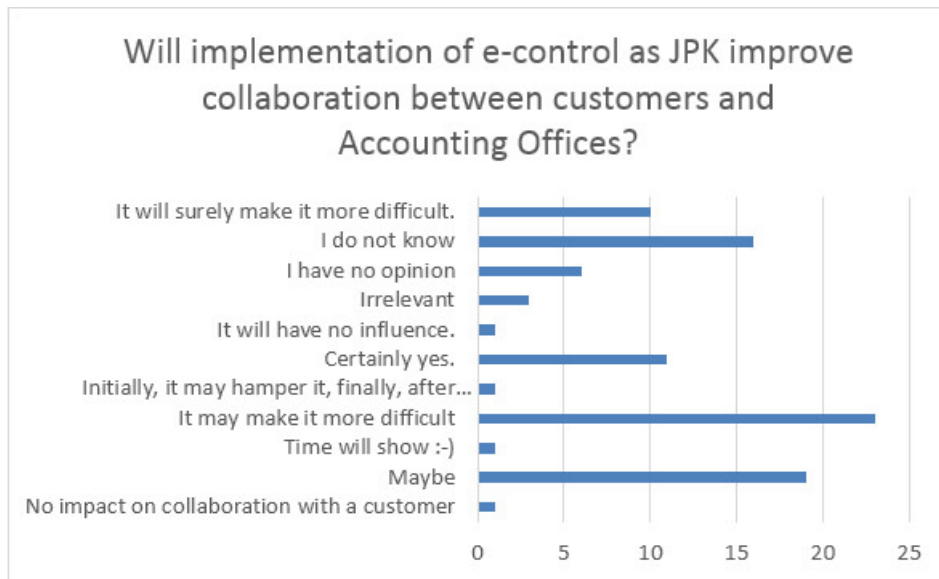 Will implementation of e-control as JPK improve
collaboration between customers and
Accounting Offices?
It will surely make it more difficult.
I do not know
I have no opinion
Irrelevant
It will have no influence.
Certainly yes.
Initially, it may hamper it, finally, after...
It may make it more difficult
Time will show :-)
Maybe
No impact on collaboration with a customer
0 5 10 15 20 25